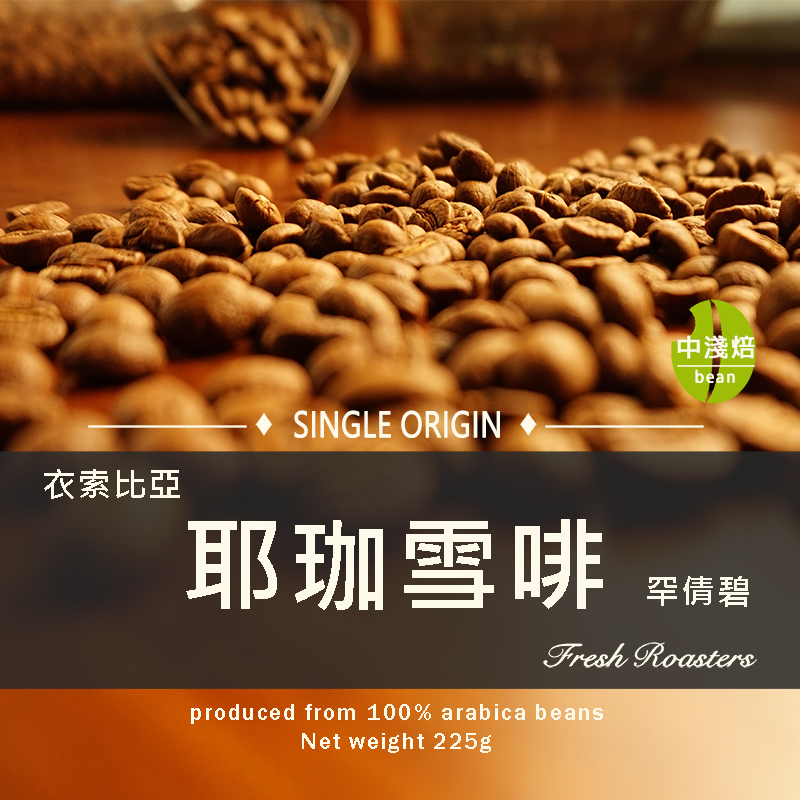 中淺焙
bean
SINGLE ORIGIN
衣索比亞
耶珈雪啡
罕倩碧
Fresh Roasters
produced from 100% arabica beans
Net weight 225g